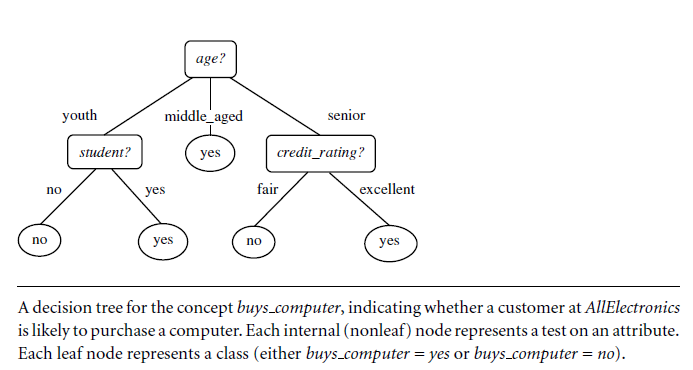 age?
youth middle_aged senior
student? yes credit_rating?
no yes fair excellent
no yes no yes
A decision tree for the concept buys_computer, indicating whether a customer at AllElectronics
is likely to purchase a computer. Each internal (nonleaf) node represents a test on an attribute.
Each leaf node represents a class (either buys_computer = yes or buys_computer = no).